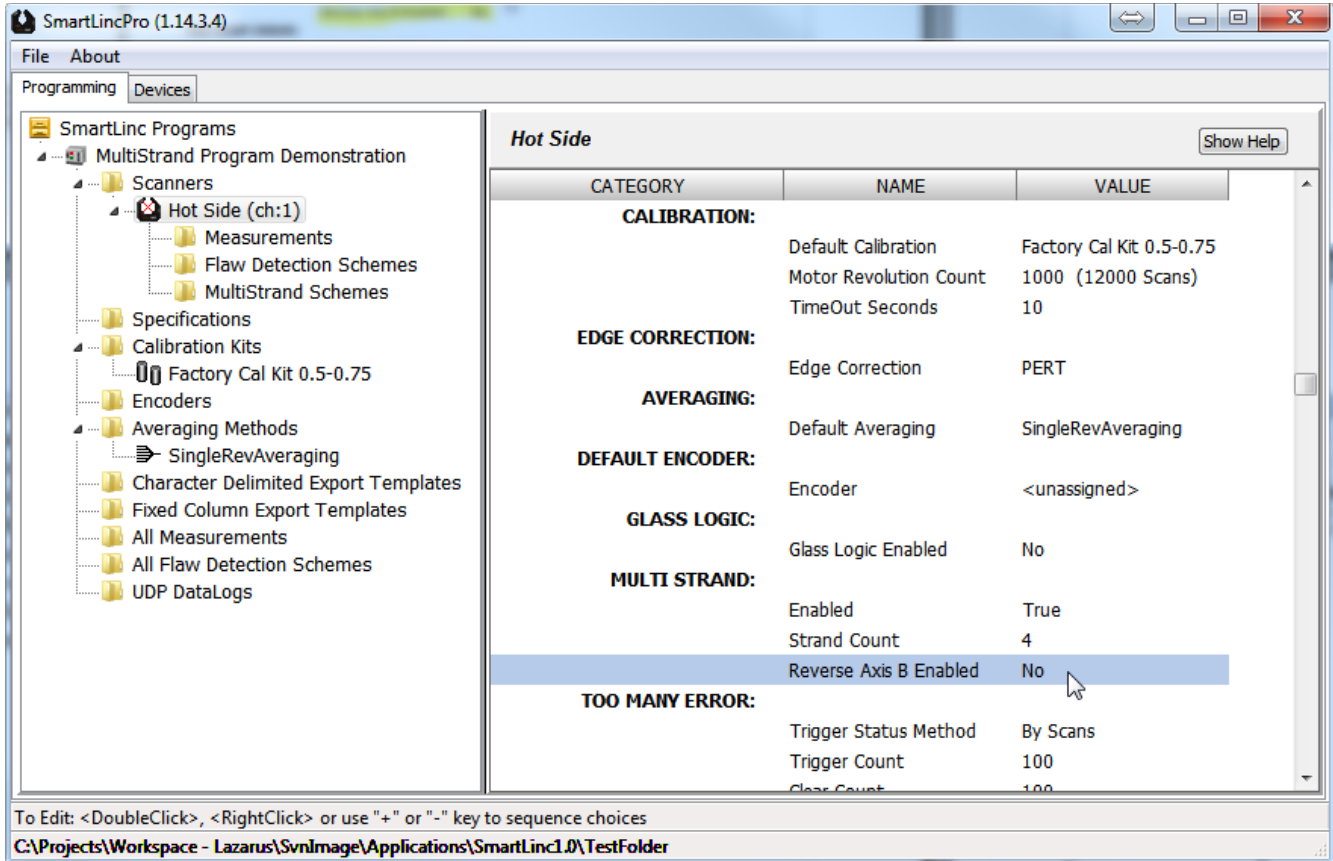 SmartLincPro (1.14.3.4)
File About
Programming Devices
SmartLinc Programs
MultiStrand Program Demonstration
Scanners
Hot Side (ch:1)
Measurements
Flaw Detection Schemes
MultiStrand Schemes
Specifications
Calibration Kits
Factory Cal Kit 0.5-0.75
Encoders
Averaging Methods
SingleRevAveraging
Character Delimited Export Templates
Fixed Column Export Templates
All Measurements
All Flaw Detection Schemes
UDP DataLogs
Hot Side Show Help
CATEGORY NAME VALUE
CALIBRATION:
Default Calibration Factory Cal Kit 0.5-0.75
Motor Revolution Count 1000 (12000 Scans)
TimeOut Seconds 10
EDGE CORRECTION:
Edge Correction PERT
AVERAGING:
Default Averaging SingleRevAveraging
DEFAULT ENCODER:
Encoder <unassigned>
GLASS LOGIC:
Glass Logic Enabled No
MULTI STRAND:
Enabled True
Strand Count 4
Reverse Axis B Enabled No
TOO MANY ERROR:
Trigger Status Method By Scans
Trigger Count 100
Clear Count 100
To Edit: <DoubleClick>, <RightClick> or use "+" or "-" key to sequence choices
C:\Projects\Workspace - Lazarus\SvnImage\Applications\SmartLinc1.0\TestFolder